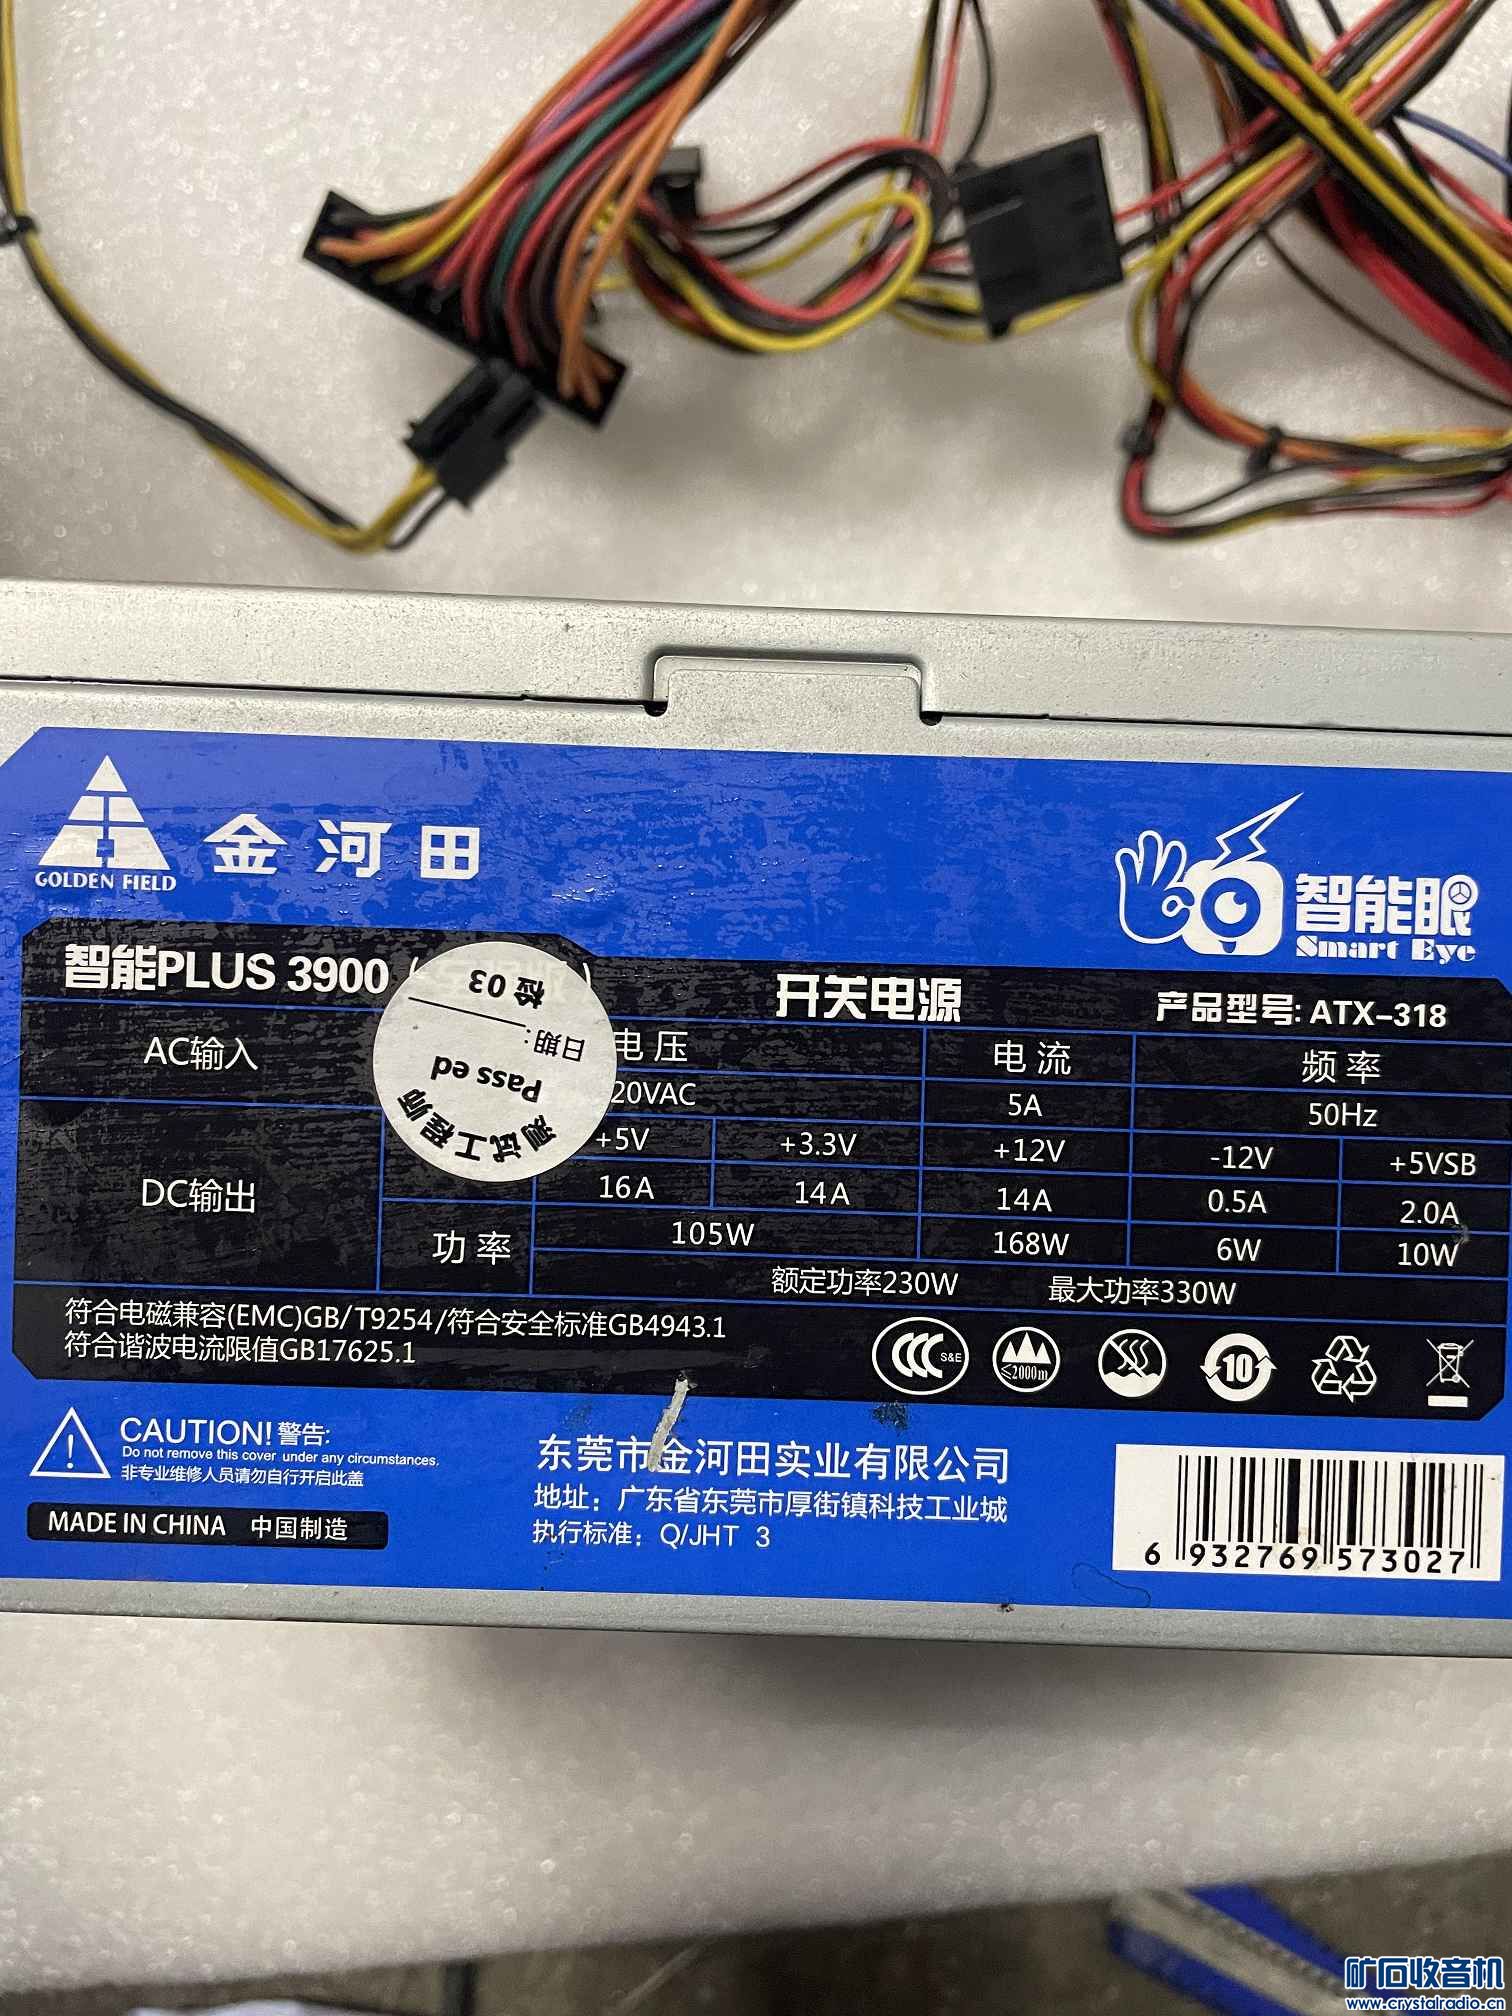 金河田
GOLDEN FIELD
智能眼
Smart Eye
智能PLUS 3900
开关电源
产品型号: ATX-318
检 03
日期:
Pass ed
测试工程师
AC输入
电 压
电 流
频 率
20VAC
5A
50Hz
DC输出
+5V
+3.3V
+12V
-12V
+5VSB
16A
14A
14A
0.5A
2.0A
功 率
105W
168W
6W
10W
额定功率230W
最大功率330W
符合电磁兼容(EMC)GB/T9254/符合安全标准GB4943.1
符合谐波电流限值GB17625.1
S&E
≤2000m
10
CAUTION! 警告:
Do not remove this cover under any circumstances.
非专业维修人员请勿自行开启此盖
MADE IN CHINA 中国制造
东莞市金河田实业有限公司
地址：广东省东莞市厚街镇科技工业城
执行标准：Q/JHT 3
6 932769 573027
矿石收音机
www.crystalradio.cn